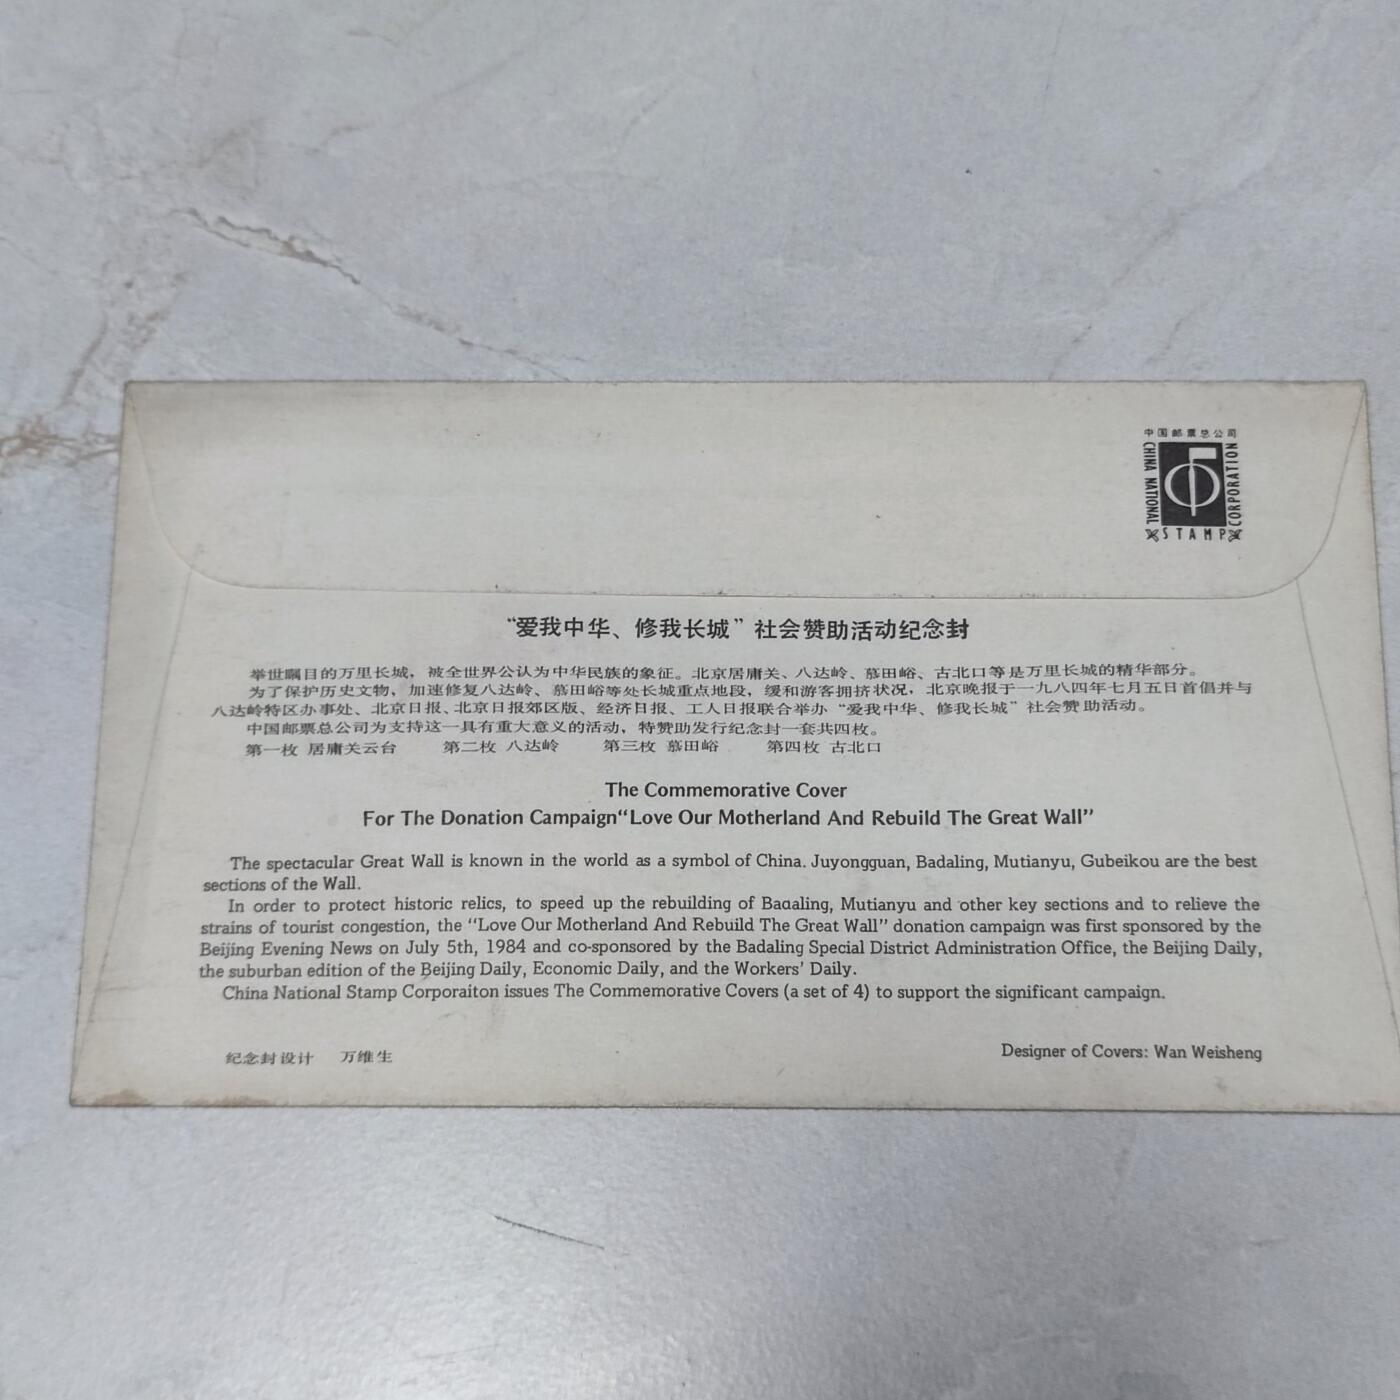 中国邮票总公司
CHINA NATIONAL
STAMP
CORPORATION
“爱我中华、修我长城”社会赞助活动纪念封
举世瞩目的万里长城，被全世界公认为中华民族的象征。北京居庸关、八达岭、慕田峪、古北口等是万里长城的精华部分。
为了保护历史文物，加速修复八达岭、慕田峪等处长城重点地段，缓和游客拥挤状况，北京晚报于一九八四年七月五日首倡并与
八达岭特区办事处、北京日报、北京日报郊区版、经济日报、工人日报联合举办“爱我中华、修我长城”社会赞助活动。
中国邮票总公司为支持这一具有重大意义的活动，特赞助发行纪念封一套共四枚。
第一枚 居庸关云台 第二枚 八达岭 第三枚 慕田峪 第四枚 古北口
The Commemorative Cover
For The Donation Campaign“Love Our Motherland And Rebuild The Great Wall”
The spectacular Great Wall is known in the world as a symbol of China. Juyongguan, Badaling, Mutianyu, Gubeikou are the best
sections of the Wall.
In order to protect historic relics, to speed up the rebuilding of Baaaling, Mutianyu and other key sections and to relieve the
strains of tourist congestion, the “Love Our Motherland And Rebuild The Great Wall” donation campaign was first sponsored by the
Beijing Evening News on July 5th, 1984 and co-sponsored by the Badaling Special District Administration Office, the Beijing Daily,
the suburban edition of the Beijing Daily, Economic Daily, and the Workers’ Daily.
China National Stamp Corporaiton issues The Commemorative Covers (a set of 4) to support the significant campaign.
纪念封设计 万维生
Designer of Covers: Wan Weisheng